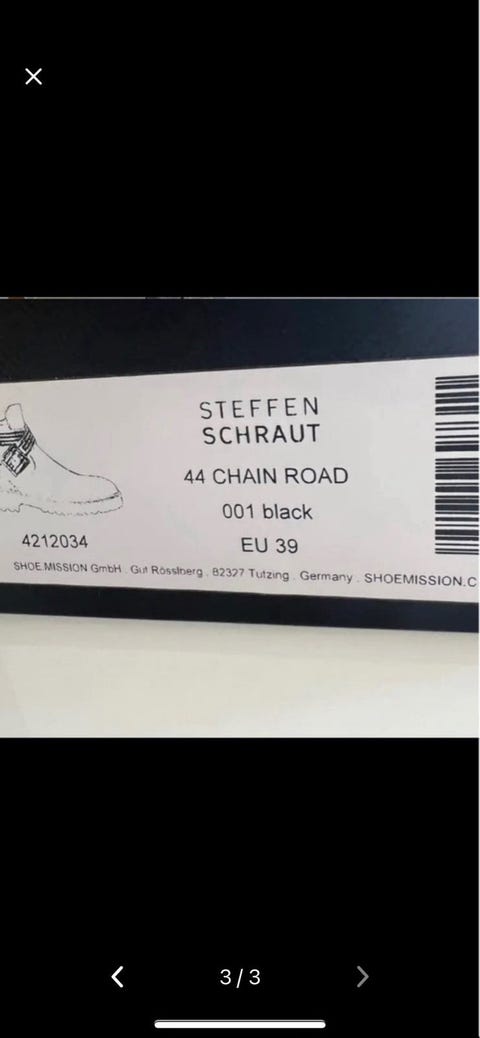 STEFFEN
SCHRAUT
44 CHAIN ROAD
001 black
4212034
EU 39
SHOE.MISSION GmbH . Gut Rösslberg . 82327 Tutzing . Germany . SHOEMISSION.C
3 / 3